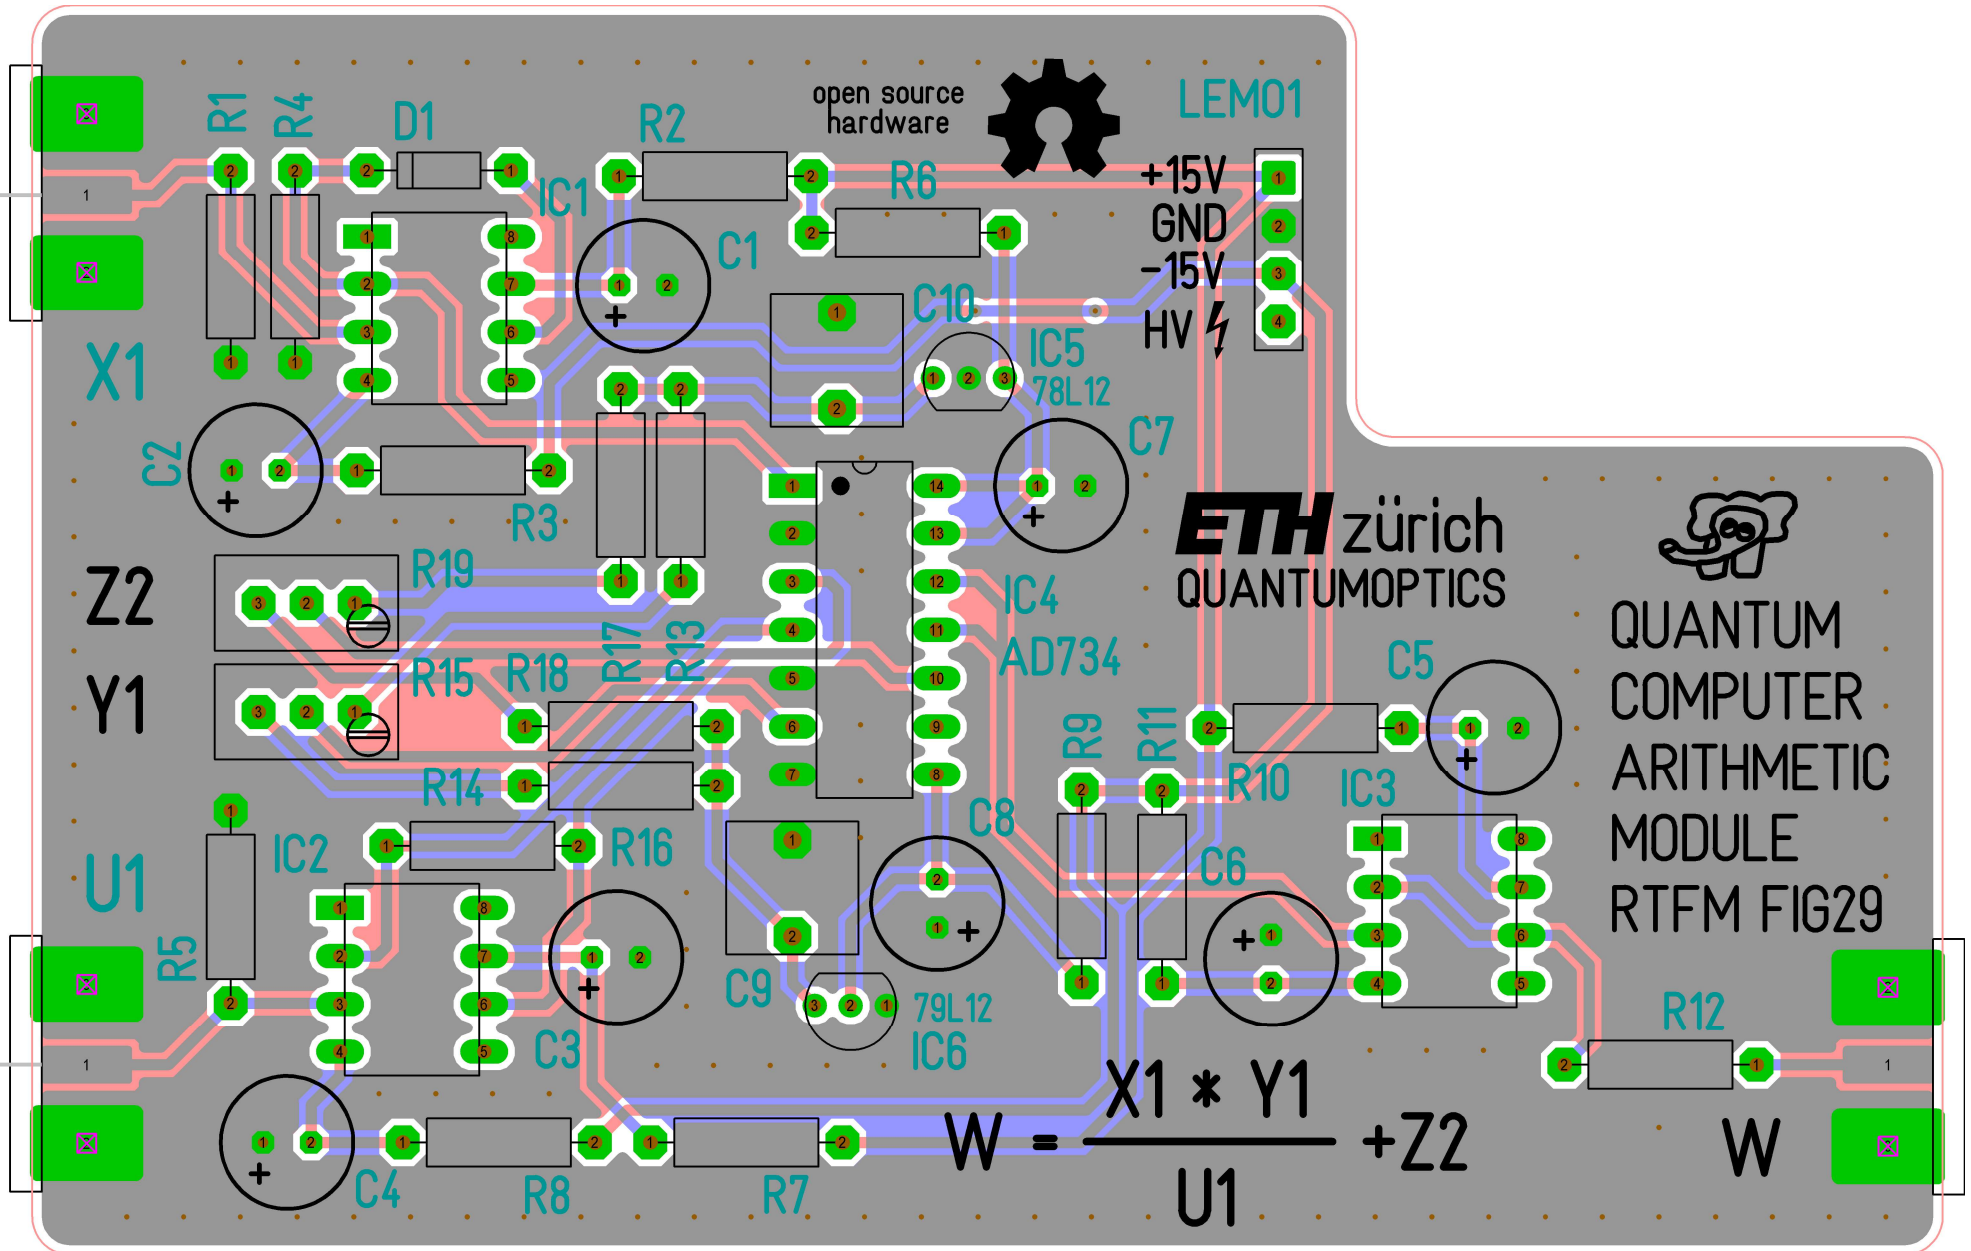 open source
hardware
LEMO1
R1
R4
D1
R2
R6
+15V
GND
-15V
HV
IC1
C1
C10
IC5
78L12
X1
C2
R3
C7
ETH zürich
QUANTUMOPTICS
Z2
R19
IC4
AD734
R17
R13
Y1
R15
R18
C5
QUANTUM
COMPUTER
ARITHMETIC
MODULE
RTFM FIG29
R14
R9
R11
R10
IC3
U1
IC2
R16
C8
C6
R5
C9
79L12
IC6
C3
R12
C4
R8
R7
W = X1 * Y1 +Z2
U1
W